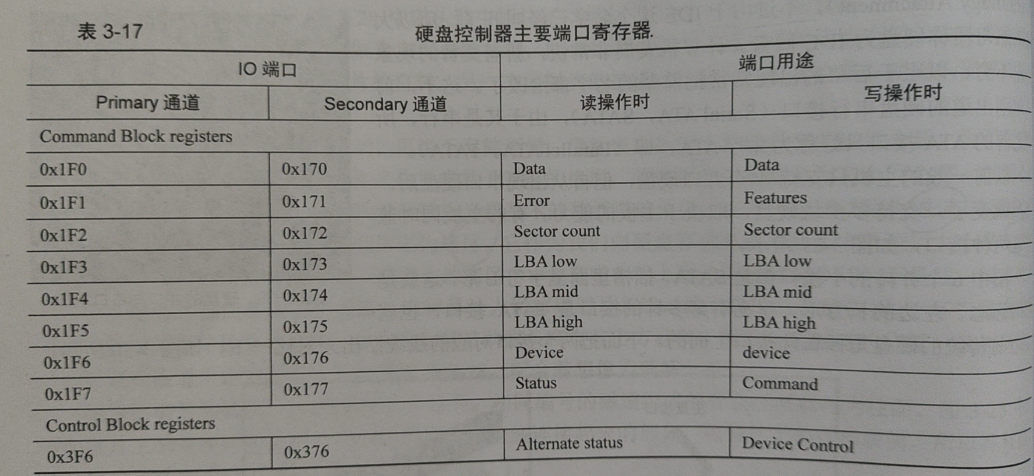 表 3-17 硬盘控制器主要端口寄存器.
IO 端口 端口用途
Primary 通道 Secondary 通道 读操作时 写操作时
Command Block registers
0x1F0 0x170 Data Data
0x1F1 0x171 Error Features
0x1F2 0x172 Sector count Sector count
0x1F3 0x173 LBA low LBA low
0x1F4 0x174 LBA mid LBA mid
0x1F5 0x175 LBA high LBA high
0x1F6 0x176 Device device
0x1F7 0x177 Status Command
Control Block registers
0x3F6 0x376 Alternate status Device Control